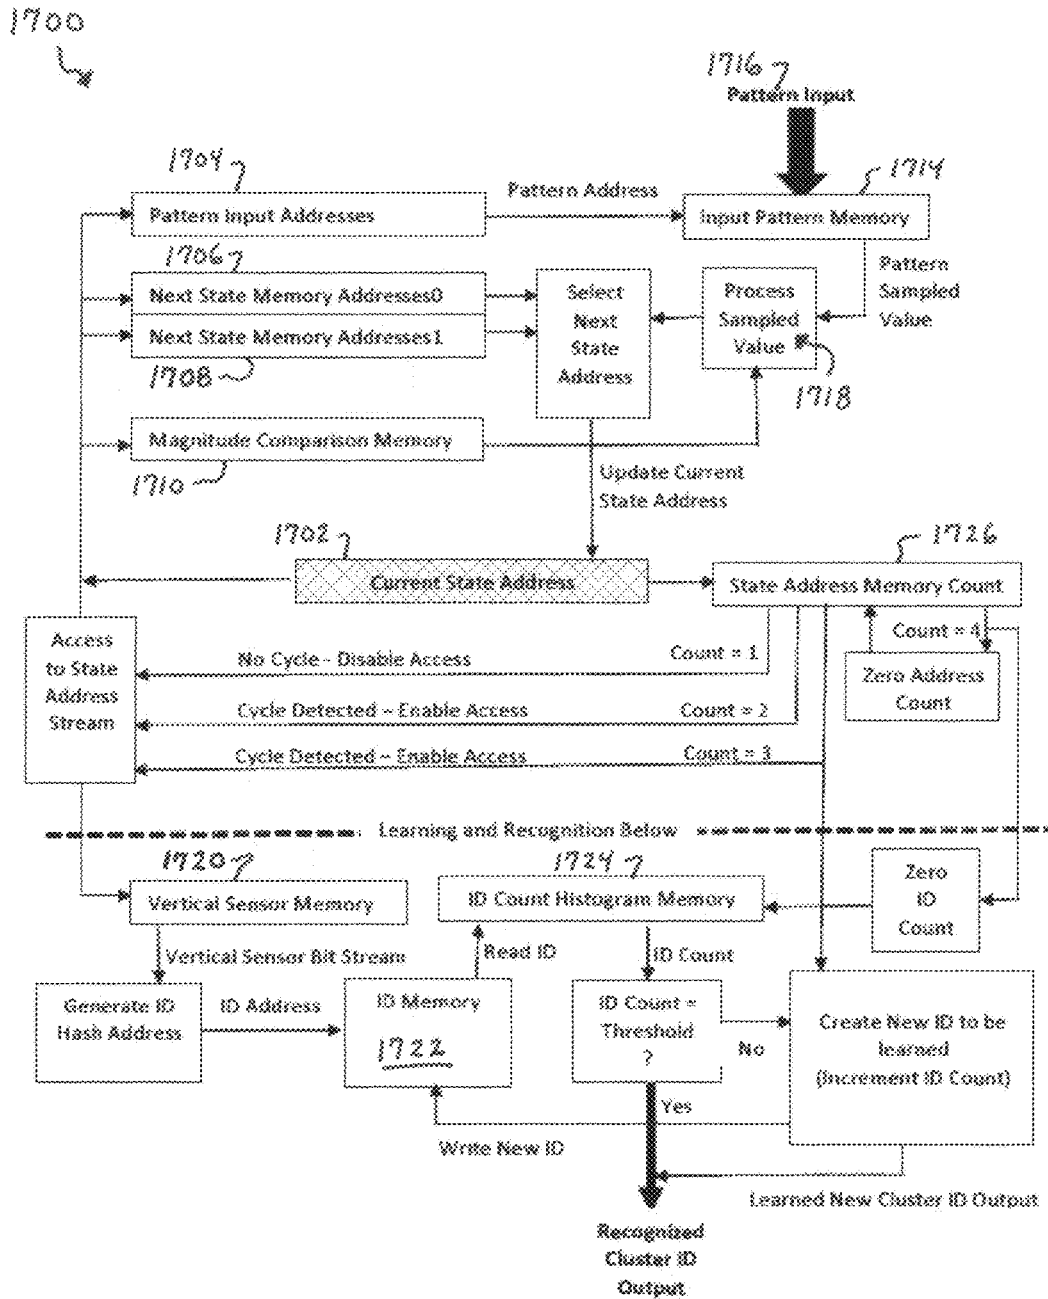 1700
1716
Pattern Input
1704
Pattern Address
1714
Pattern Input Addresses
Input Pattern Memory
1706
Pattern
Sampled
Value
Next State Memory Addresses0
Next State Memory Addresses1
Select
Next
State
Address
Process
Sampled
Value
1708
1718
Magnitude Comparison Memory
1710
Update Current
State Address
1702
1726
Current State Address
State Address Memory Count
Access
to State
Address
Stream
Count = 4
No Cycle - Disable Access
Count = 1
Zero Address
Count
Cycle Detected - Enable Access
Count = 2
Cycle Detected - Enable Access
Count = 3
Learning and Recognition Below
1720
1724
Vertical Sensor Memory
ID Count Histogram Memory
Zero
ID
Count
Vertical Sensor Bit Stream
Read ID
ID Count
Generate ID
Hash Address
ID Address
ID Memory
1722
ID Count =
Threshold
?
No
Create New ID to be
learned
(Increment ID Count)
Yes
Write New ID
Learned New Cluster ID Output
Recognized
Cluster ID
Output